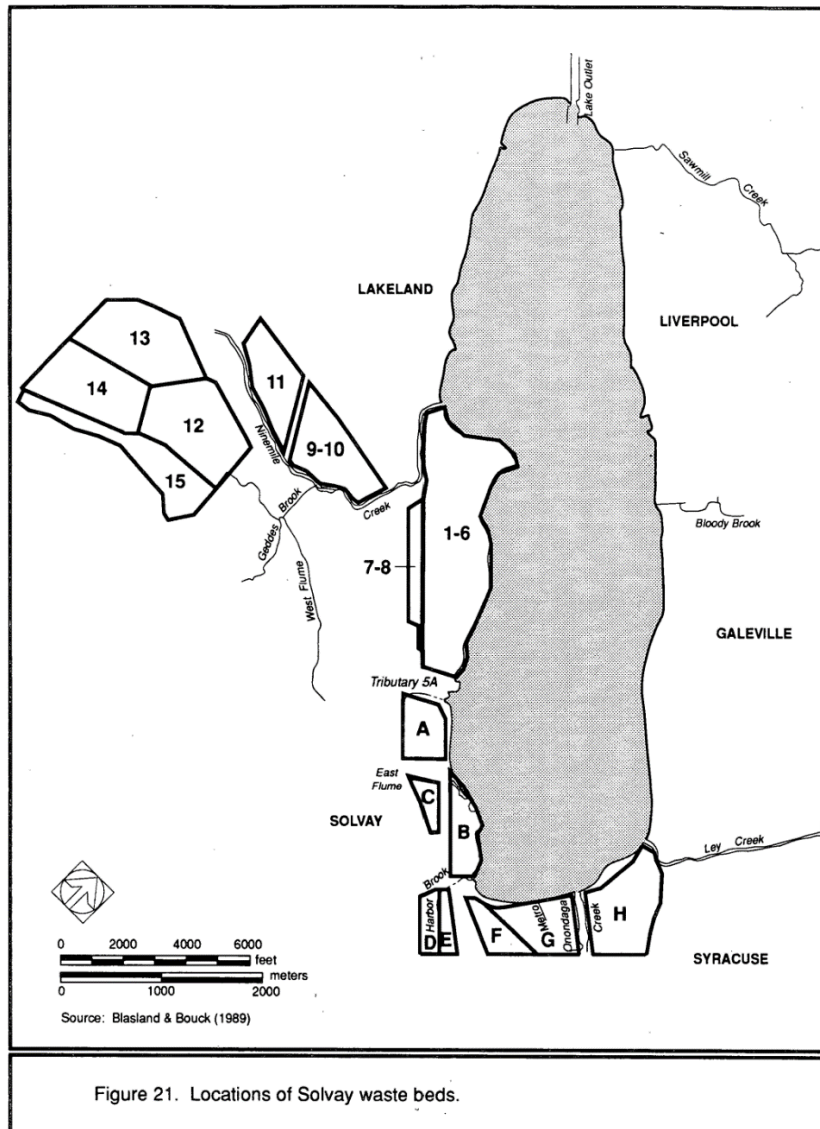 Lake Outlet
Sawmill
Creek
LAKELAND
LIVERPOOL
13
14
11
12
Ninemile
9-10
15
Brook
Creek
Geddes
Bloody Brook
1-6
7-8
West Flume
GALEVILLE
Tributary 5A
A
East
Flume
C
SOLVAY
B
Ley Creek
Brook
Harbor
D
E
F
Metro
G
Onondaga
Creek
H
SYRACUSE
0 2000 4000 6000
feet
meters
0 1000 2000
Source: Blasland & Bouck (1989)
Figure 21. Locations of Solvay waste beds.